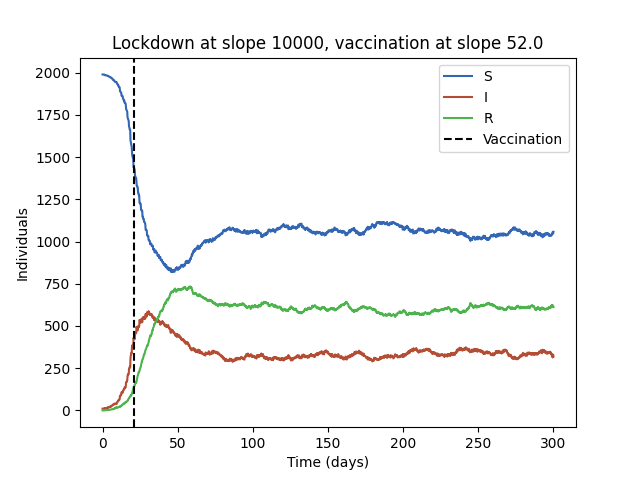 Lockdown at slope 10000, vaccination at slope 52.0
S
I
R
Vaccination
Individuals
2000
1750
1500
1250
1000
750
500
250
0
0 50 100 150 200 250 300
Time (days)